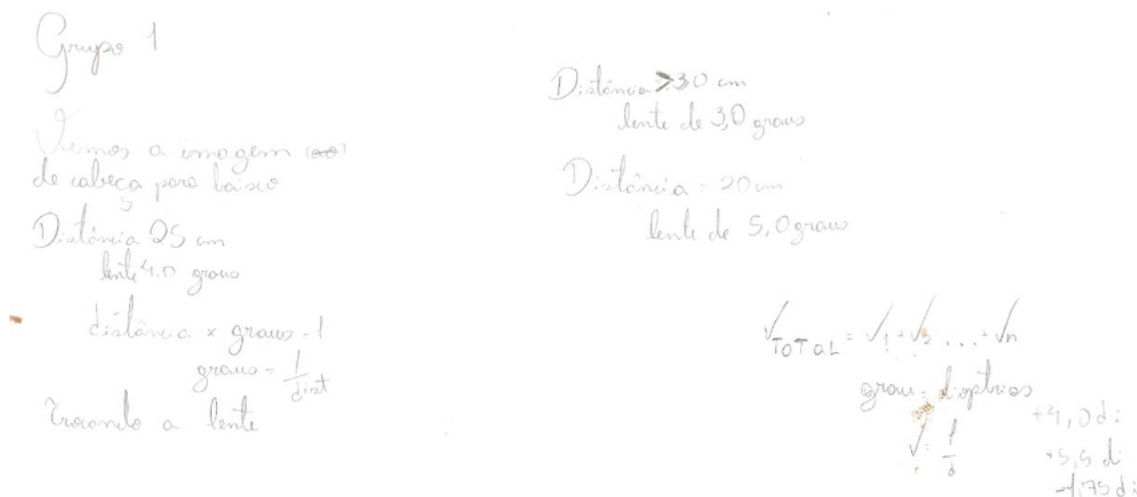 Grupo 1
Vemos a imagem
de cabeça para baixo
Distância 25 cm
lente 4.0 graus
distância x graus = 1
graus = 1/dist
Trocando a lente
Distância >30 cm
lente de 3,0 graus
Distância = 20 cm
lente de 5,0 graus
V TOTAL = V1 + V2 ... + Vn
grau = dioptrias
V = 1/d
+4,0 di
+5,5 di
-1,75 di